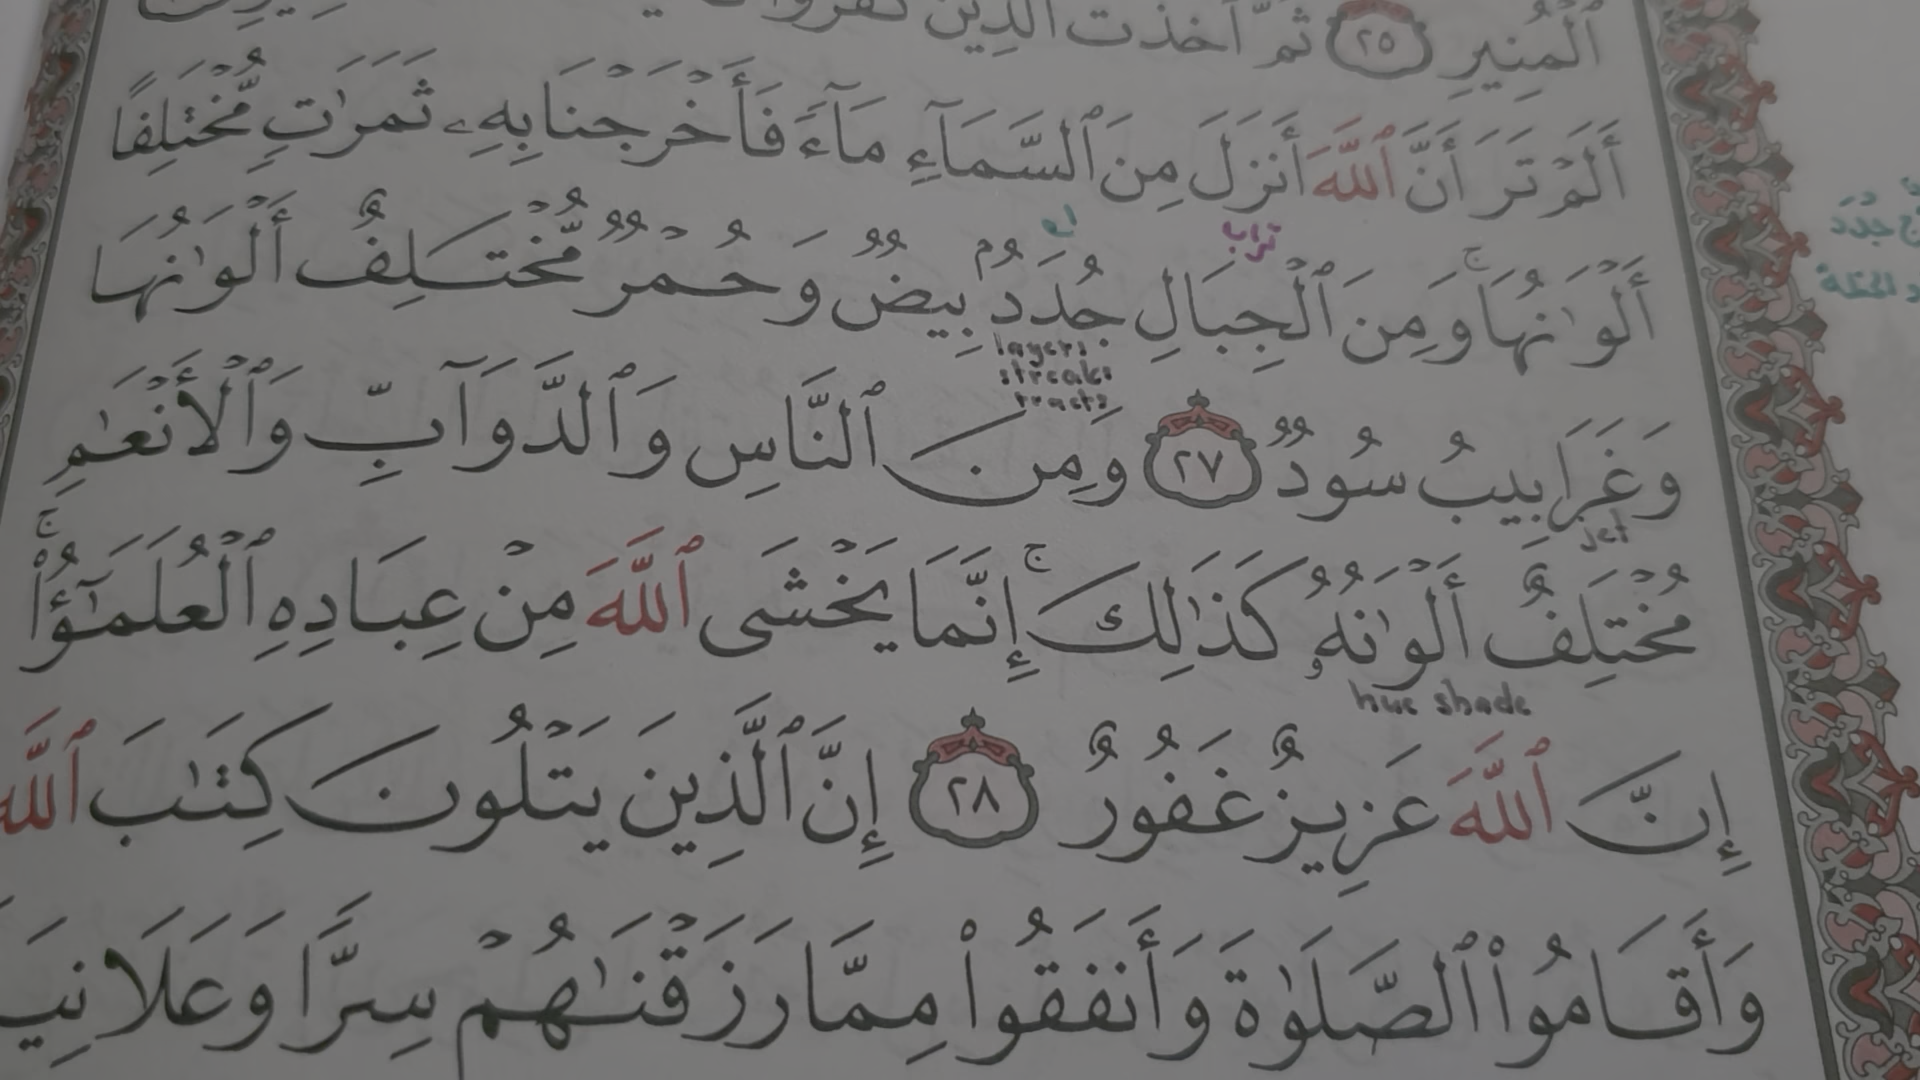 ٱلْمُنِيرِ ٢٥ ثُمَّ أَخَذْتُ ٱلَّذِينَ كَفَرُوا۟
أَلَمْ تَرَ أَنَّ ٱللَّهَ أَنزَلَ مِنَ ٱلسَّمَآءِ مَآءً فَأَخْرَجْنَا بِهِۦ ثَمَرَٰتٍ مُّخْتَلِفًا
تراب
أَلْوَٰنُهَا ۚ وَمِنَ ٱلْجِبَالِ جُدَدٌۢ بِيضٌ وَحُمْرٌ مُّخْتَلِفٌ أَلْوَٰنُهَا
layers
streaks
tracts
وَغَرَابِيبُ سُودٌ ٢٧ وَمِنَ ٱلنَّاسِ وَٱلدَّوَآبِّ وَٱلْأَنْعَٰمِ
jet
مُخْتَلِفٌ أَلْوَٰنُهُۥ كَذَٰلِكَ ۗ إِنَّمَا يَخْشَى ٱللَّهَ مِنْ عِبَادِهِ ٱلْعُلَمَٰٓؤُا۟ ۗ
hue shade
إِنَّ ٱللَّهَ عَزِيزٌ غَفُورٌ ٢٨ إِنَّ ٱلَّذِينَ يَتْلُونَ كِتَٰبَ ٱللَّهِ
وَأَقَامُوا۟ ٱلصَّلَوٰةَ وَأَنفَقُوا۟ مِمَّا رَزَقْنَٰهُمْ سِرًّا